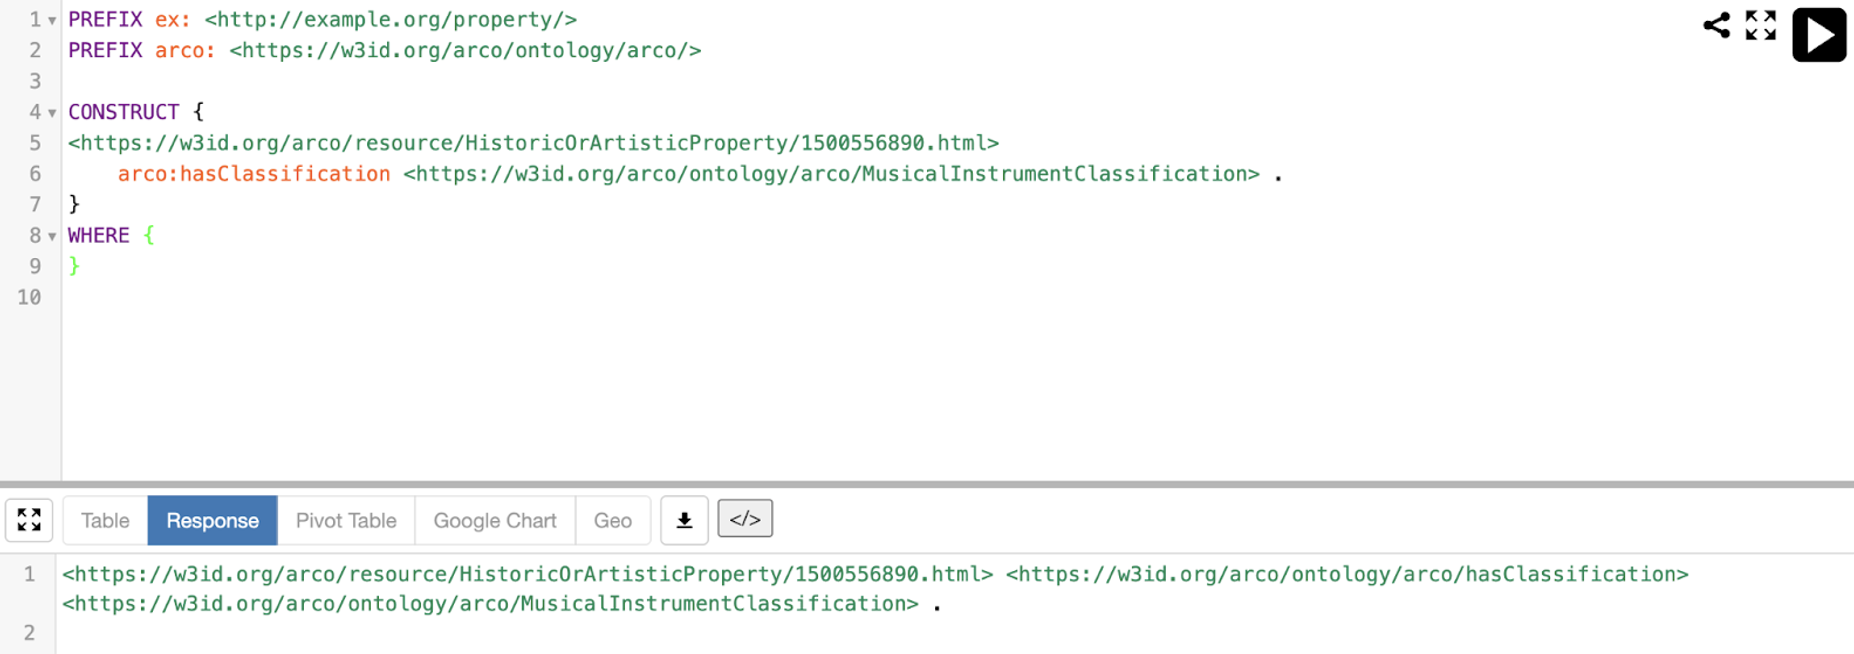 1 PREFIX ex: <http://example.org/property/>
2 PREFIX arco: <https://w3id.org/arco/ontology/arco/>
3
4 CONSTRUCT {
5 <https://w3id.org/arco/resource/HistoricOrArtisticProperty/1500556890.html>
6 arco:hasClassification <https://w3id.org/arco/ontology/arco/MusicalInstrumentClassification> .
7 }
8 WHERE {
9 }
10
Table Response Pivot Table Google Chart Geo </>
1 <https://w3id.org/arco/resource/HistoricOrArtisticProperty/1500556890.html> <https://w3id.org/arco/ontology/arco/hasClassification>
<https://w3id.org/arco/ontology/arco/MusicalInstrumentClassification> .
2